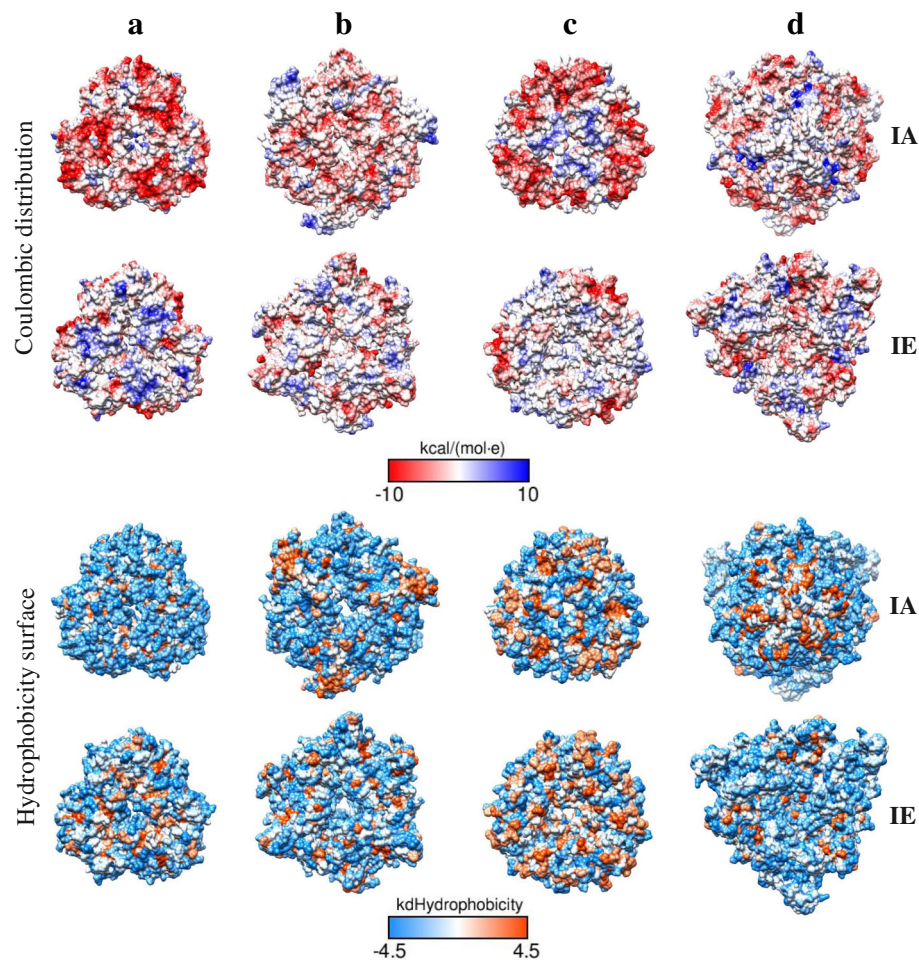 a b c d
Coulombic distribution
IA
IE
kcal/(mol·e)
-10 10
Hydrophobicity surface
IA
IE
kdHydrophobicity
-4.5 4.5